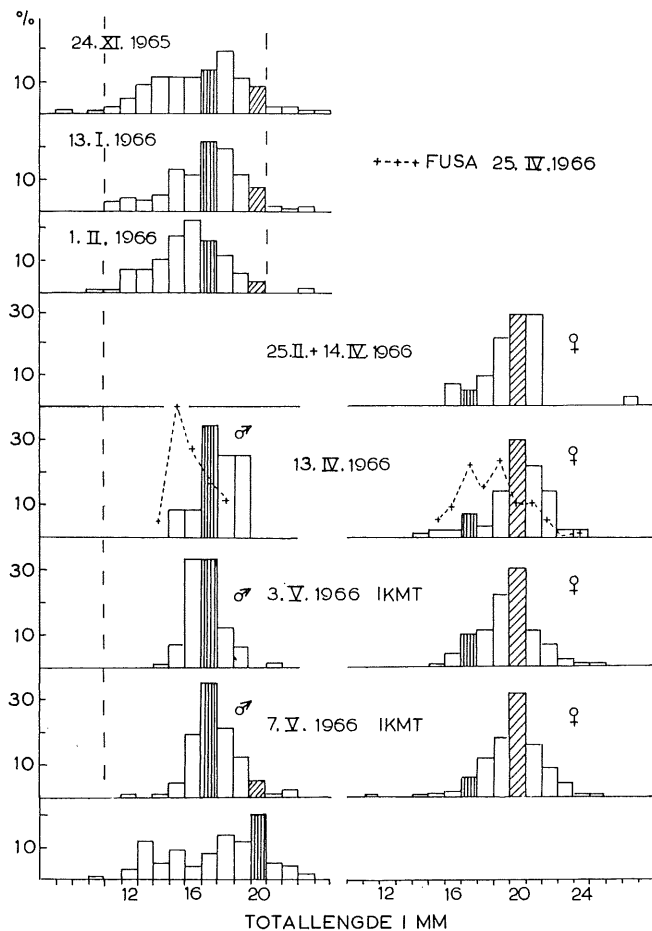 %
24. XI. 1965
10
13. I. 1966
10
+--+-+ FUSA 25. IV. 1966
1. II. 1966
10
30
10
25. II. + 14. IV. 1966 ♀
30
10
♂ 13. IV. 1966 ♀
30
10
♂ 3. V. 1966 IKMT ♀
30
10
♂ 7. V. 1966 IKMT ♀
10
12 16 20 12 16 20 24
TOTALLENGDE I MM